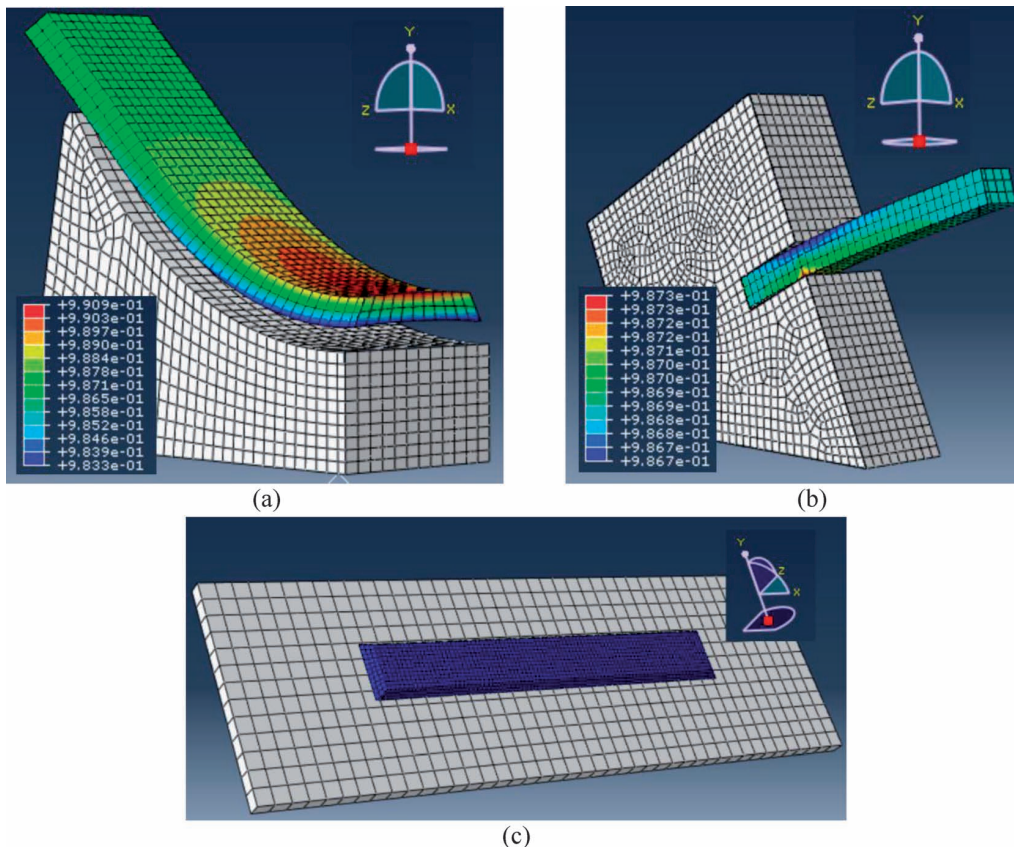 Y
Z X
+9.909e-01
+9.903e-01
+9.897e-01
+9.890e-01
+9.884e-01
+9.878e-01
+9.871e-01
+9.865e-01
+9.858e-01
+9.852e-01
+9.846e-01
+9.839e-01
+9.833e-01
(a)
Y
Z X
+9.873e-01
+9.873e-01
+9.872e-01
+9.872e-01
+9.871e-01
+9.870e-01
+9.870e-01
+9.869e-01
+9.869e-01
+9.868e-01
+9.868e-01
+9.867e-01
+9.867e-01
(b)
Y
Z
X
(c)